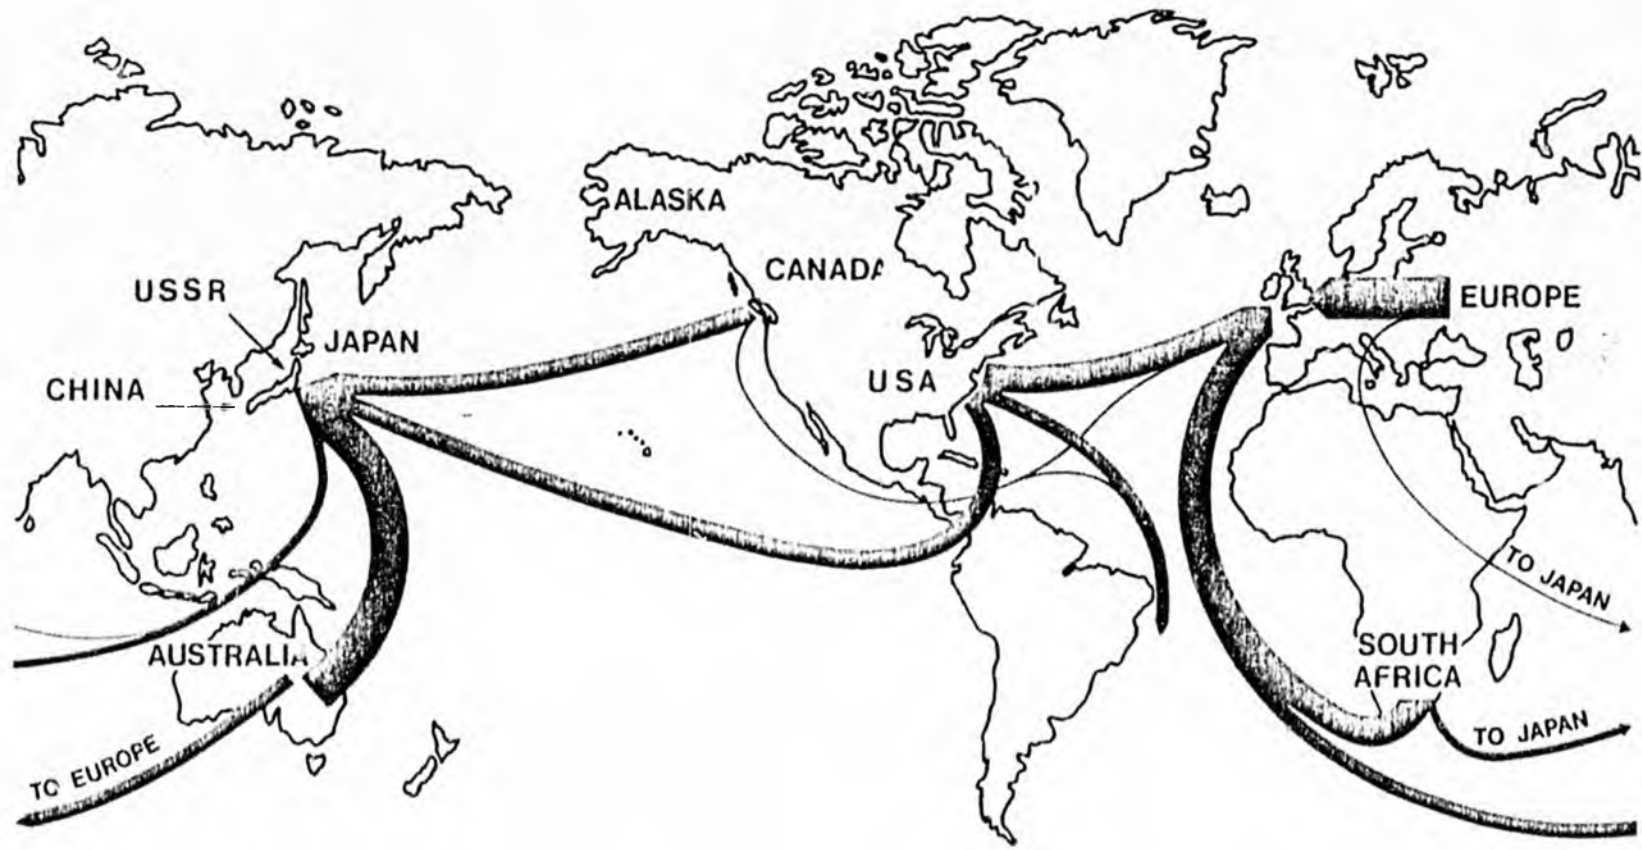 ALASKA
CANADA
USSR
JAPAN
EUROPE
CHINA
USA
TO JAPAN
AUSTRALIA
SOUTH
AFRICA
TO JAPAN
TO EUROPE